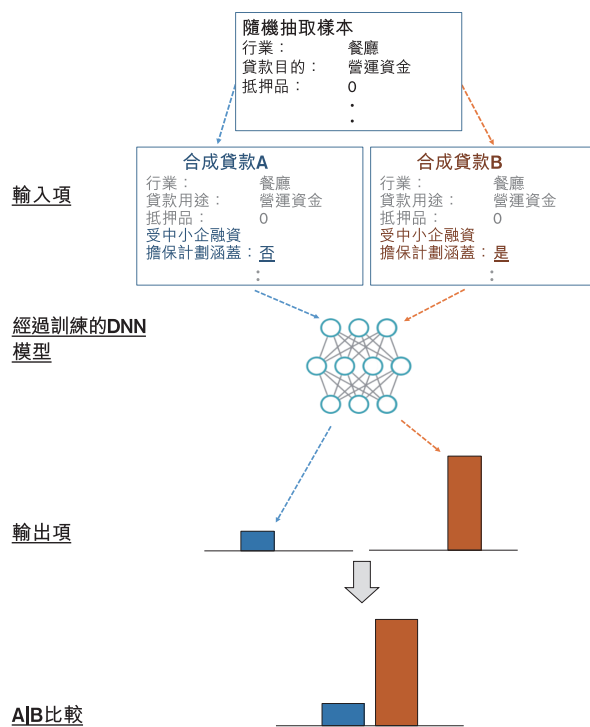 隨機抽取樣本
行業： 餐廳
貸款目的： 營運資金
抵押品： 0
合成貸款A
行業： 餐廳
貸款用途： 營運資金
抵押品： 0
受中小企融資
擔保計劃涵蓋：否
合成貸款B
行業： 餐廳
貸款用途： 營運資金
抵押品： 0
受中小企融資
擔保計劃涵蓋：是
輸入項
經過訓練的DNN
模型
輸出項
A|B比較